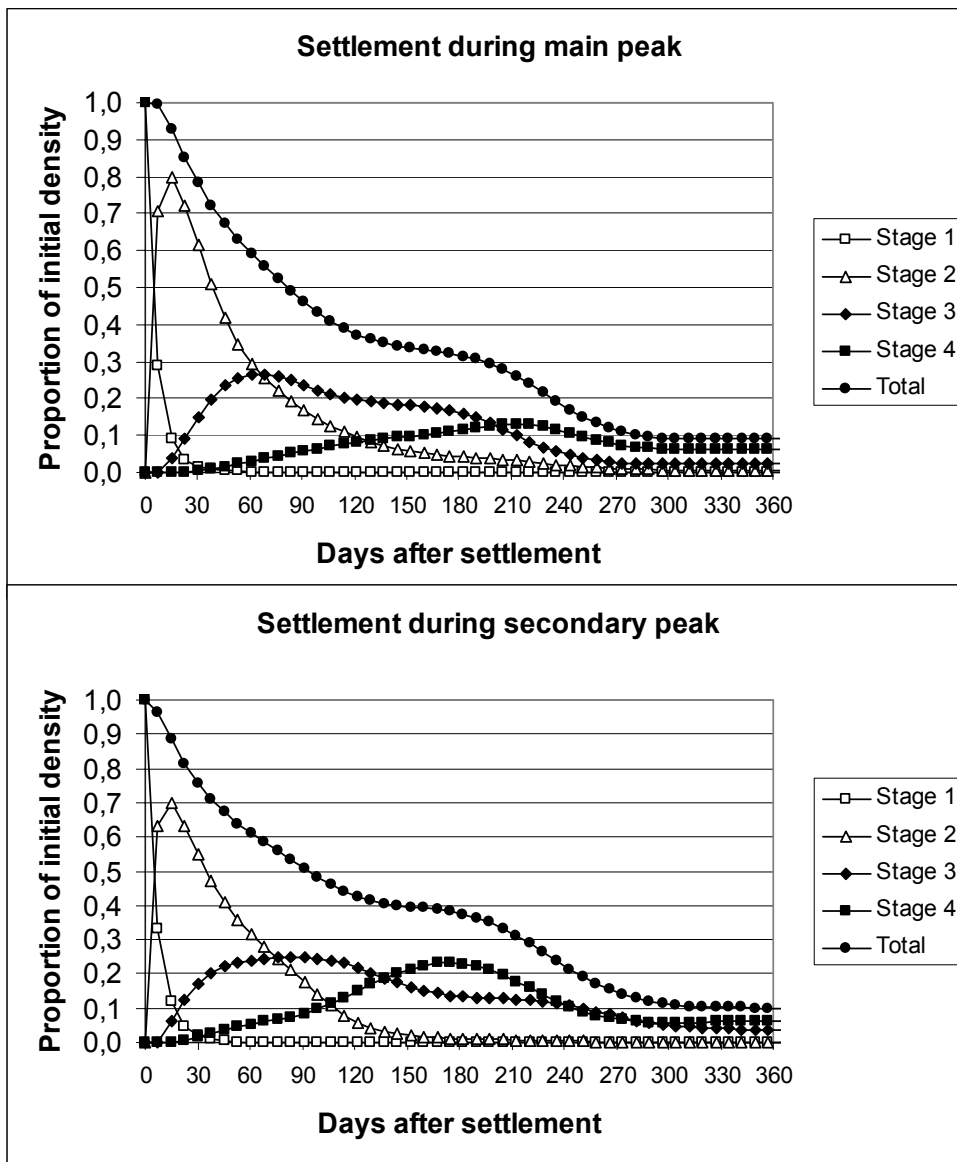 Settlement during main peak
1,0
0,9
0,8
0,7
0,6
0,5
0,4
0,3
0,2
0,1
0,0
Proportion of initial density
0 30 60 90 120 150 180 210 240 270 300 330 360
Days after settlement
Stage 1
Stage 2
Stage 3
Stage 4
Total
Settlement during secondary peak
1,0
0,9
0,8
0,7
0,6
0,5
0,4
0,3
0,2
0,1
0,0
Proportion of initial density
0 30 60 90 120 150 180 210 240 270 300 330 360
Days after settlement
Stage 1
Stage 2
Stage 3
Stage 4
Total